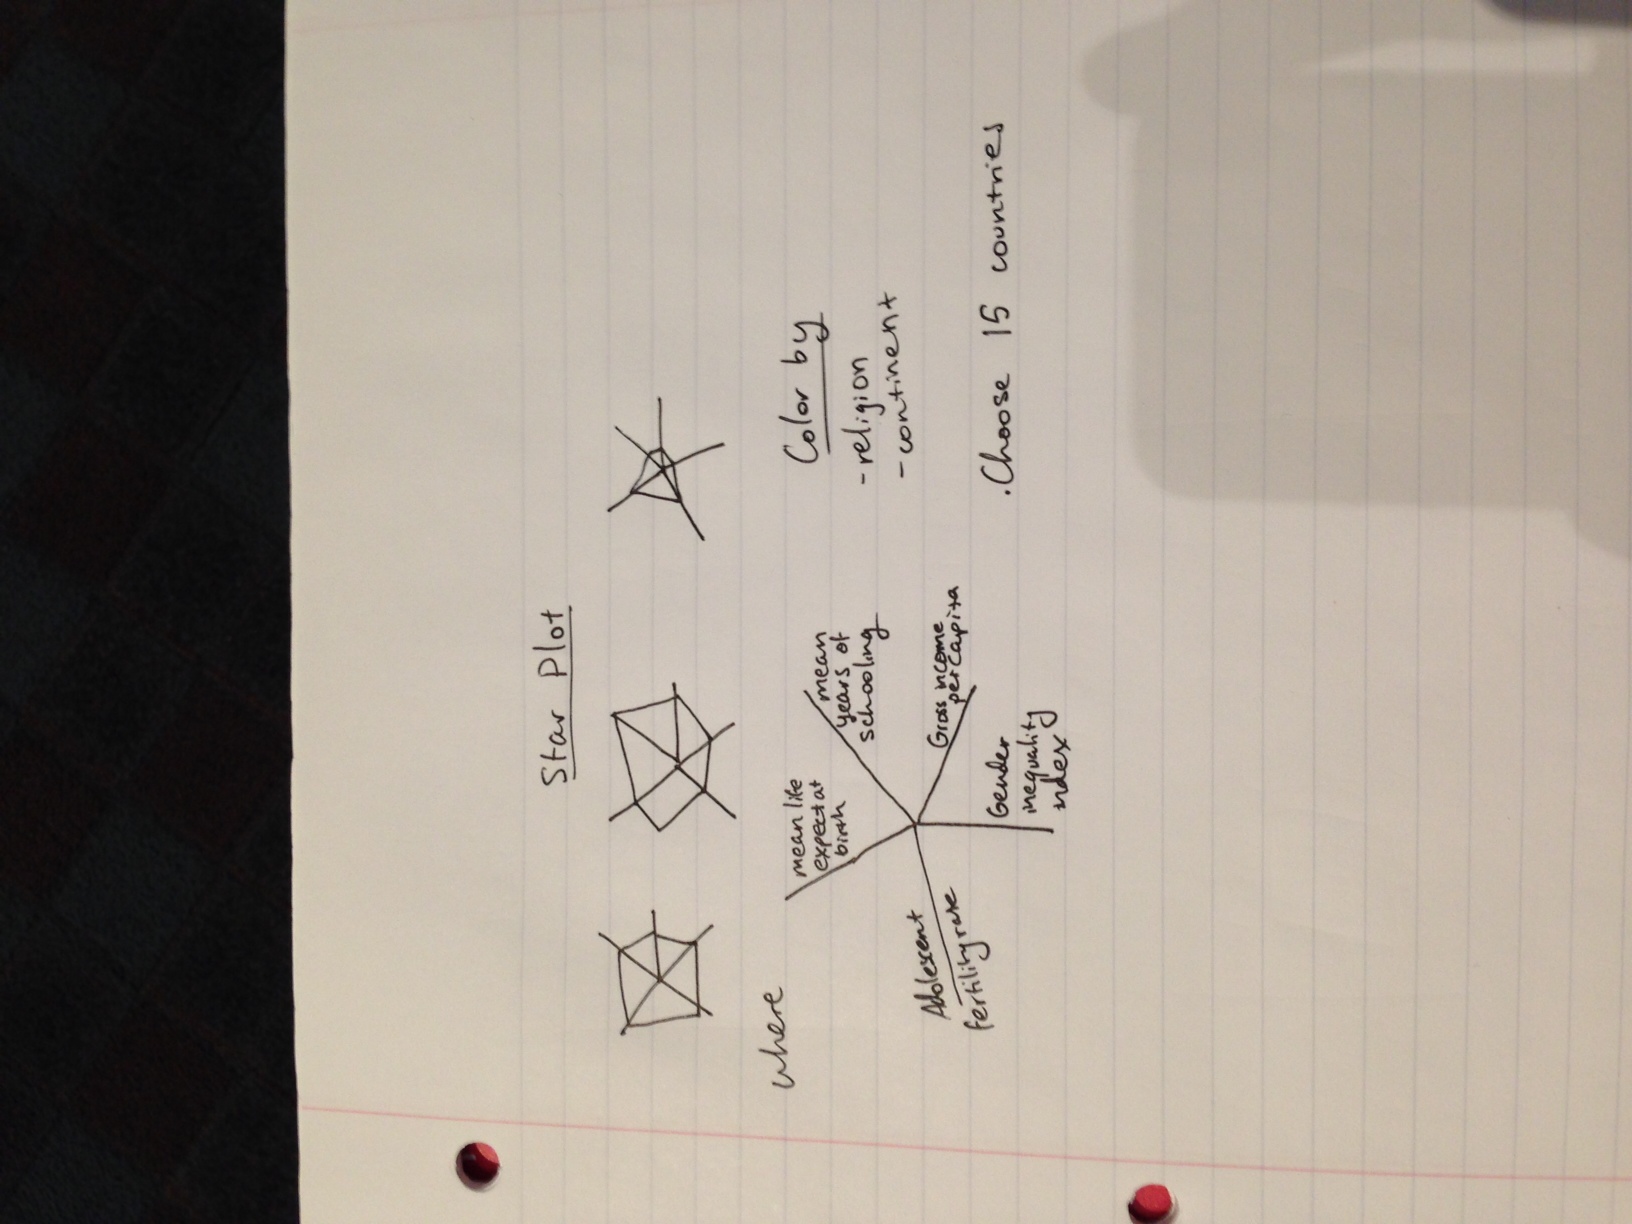 Star Plot
where
mean life
expect at
birth
mean
years of
schooling
Adolescent
fertility rate
Gross income
per capita
Gender
inequality
index
Color by
- religion
- continent
. Choose 15 countries